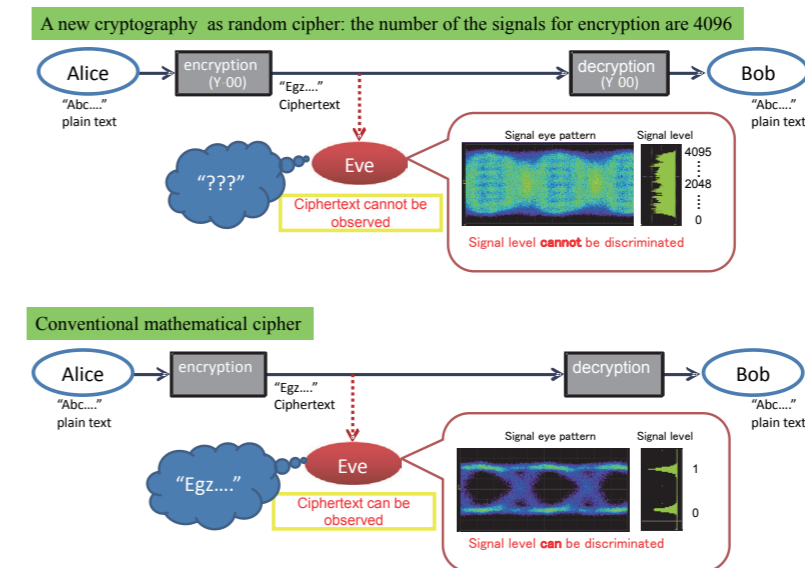 A new cryptography as random cipher: the number of the signals for encryption are 4096
Alice
encryption
(Y 00)
decryption
(Y 00)
Bob
“Abc....”
plain text
“Egz....”
Ciphertext
“Abc....”
plain text
“???”
Eve
Ciphertext cannot be
observed
Signal eye pattern
Signal level
4095
2048
0
Signal level cannot be discriminated
Conventional mathematical cipher
Alice
encryption
decryption
Bob
“Abc....”
plain text
“Egz....”
Ciphertext
“Abc....”
plain text
“Egz....”
Eve
Ciphertext can be
observed
Signal eye pattern
Signal level
1
0
Signal level can be discriminated